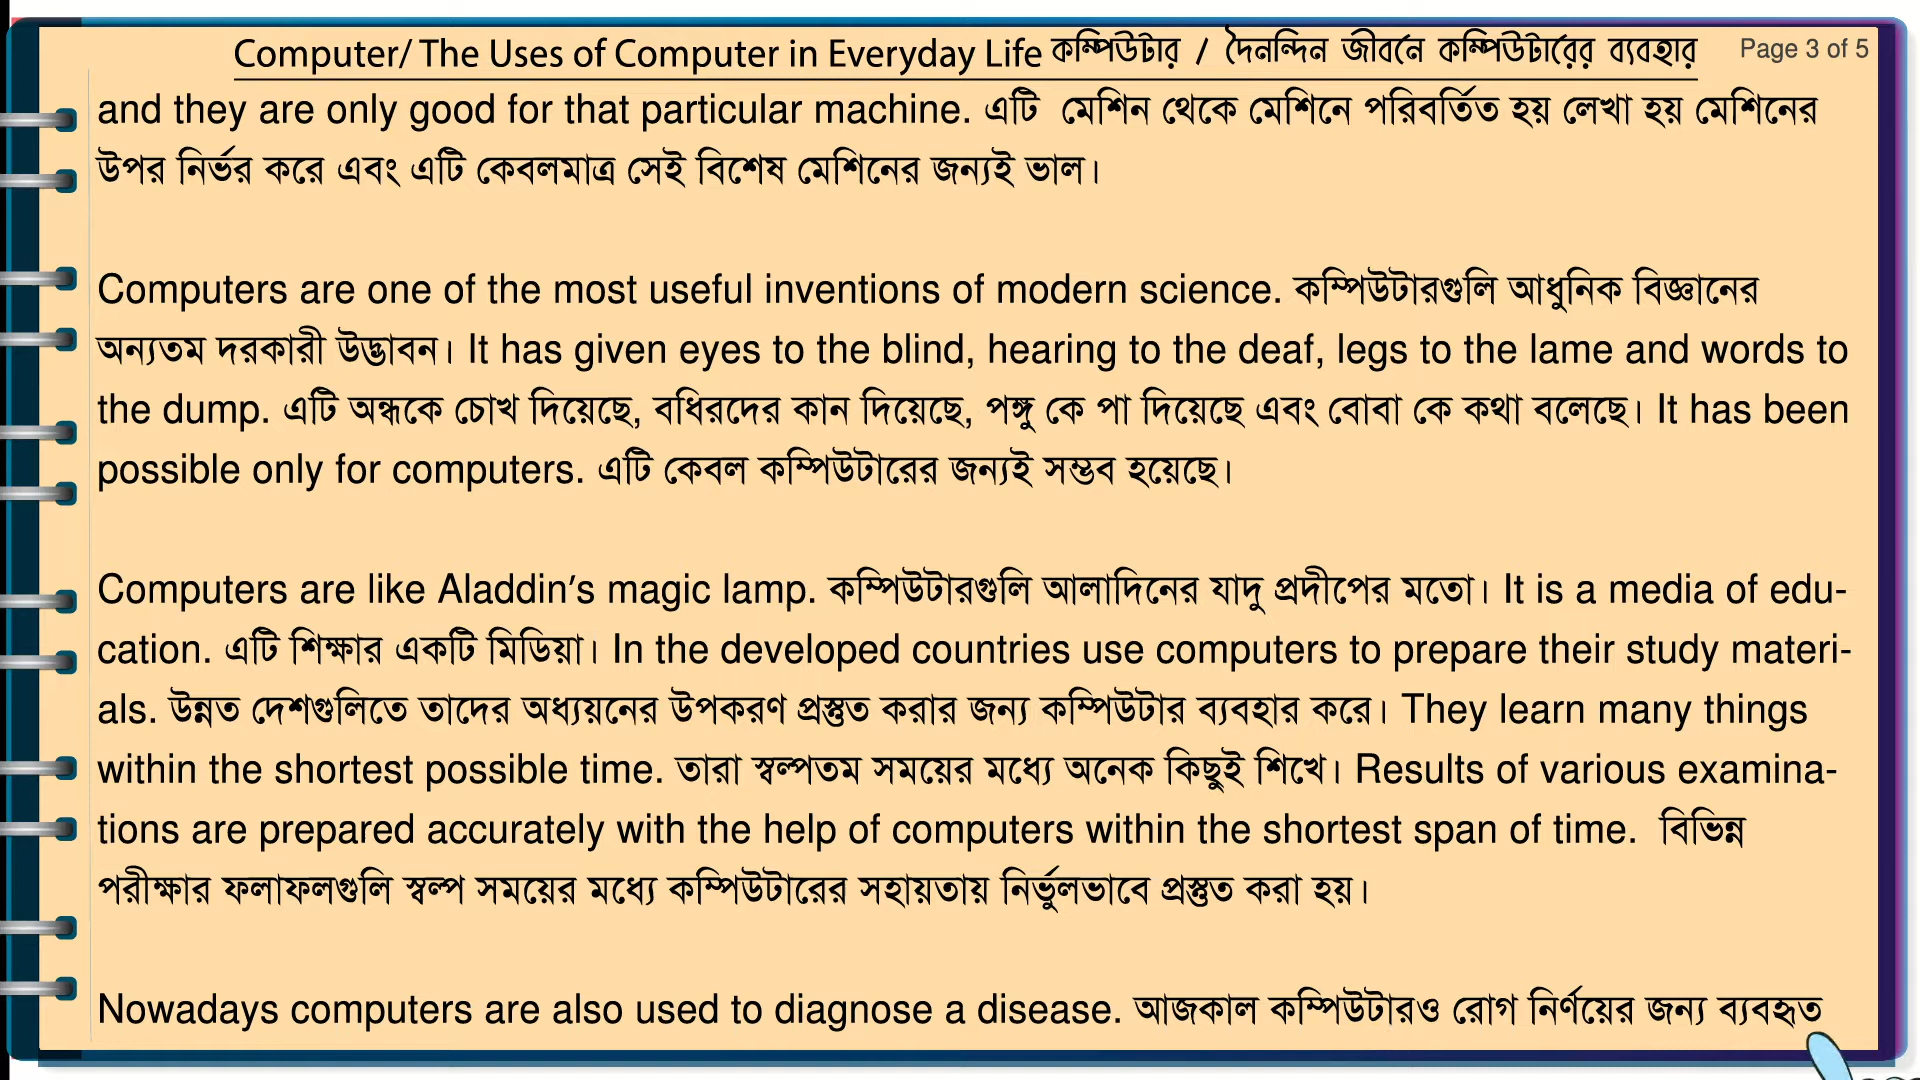 Computer/ The Uses of Computer in Everyday Life কম্পিউটার / দৈনন্দিন জীবনে কম্পিউটারের ব্যবহার Page 3 of 5
and they are only good for that particular machine. এটি মেশিন থেকে মেশিনে পরিবর্তিত হয় লেখা হয় মেশিনের
উপর নির্ভর করে এবং এটি কেবলমাত্র সেই বিশেষ মেশিনের জন্যই ভাল।
Computers are one of the most useful inventions of modern science. কম্পিউটারগুলি আধুনিক বিজ্ঞানের
অন্যতম দরকারী উদ্ভাবন। It has given eyes to the blind, hearing to the deaf, legs to the lame and words to
the dump. এটি অন্ধকে চোখ দিয়েছে, বধিরদের কান দিয়েছে, পঙ্গু কে পা দিয়েছে এবং বোবা কে কথা বলেছে। It has been
possible only for computers. এটি কেবল কম্পিউটারের জন্যই সম্ভব হয়েছে।
Computers are like Aladdin′s magic lamp. কম্পিউটারগুলি আলাদিনের যাদু প্রদীপের মতো। It is a media of edu-
cation. এটি শিক্ষার একটি মিডিয়া। In the developed countries use computers to prepare their study materi-
als. উন্নত দেশগুলিতে তাদের অধ্যয়নের উপকরণ প্রস্তুত করার জন্য কম্পিউটার ব্যবহার করে। They learn many things
within the shortest possible time. তারা স্বল্পতম সময়ের মধ্যে অনেক কিছুই শিখে। Results of various examina-
tions are prepared accurately with the help of computers within the shortest span of time. বিভিন্ন
পরীক্ষার ফলাফলগুলি স্বল্প সময়ের মধ্যে কম্পিউটারের সহায়তায় নির্ভুলভাবে প্রস্তুত করা হয়।
Nowadays computers are also used to diagnose a disease. আজকাল কম্পিউটারও রোগ নির্ণয়ের জন্য ব্যবহৃত